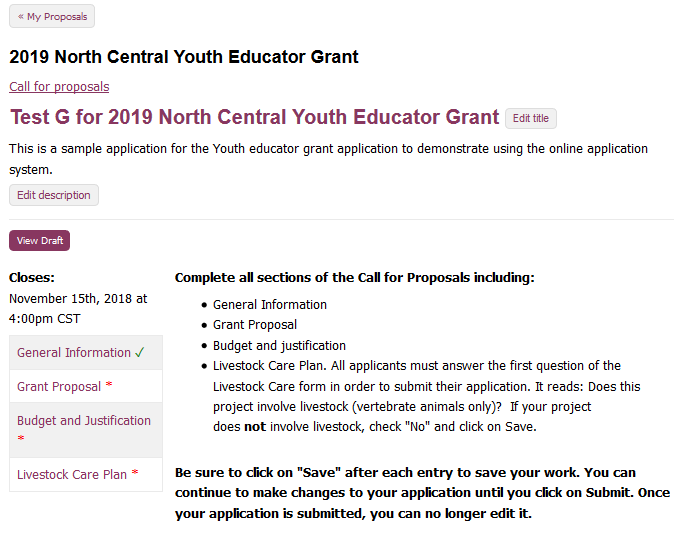 « My Proposals
2019 North Central Youth Educator Grant
Call for proposals
Test G for 2019 North Central Youth Educator Grant Edit title
This is a sample application for the Youth educator grant application to demonstrate using the online application
system.
Edit description
View Draft
Closes:
November 15th, 2018 at
4:00pm CST
General Information ✓
Grant Proposal *
Budget and Justification
*
Livestock Care Plan *
Complete all sections of the Call for Proposals including:
• General Information
• Grant Proposal
• Budget and justification
• Livestock Care Plan. All applicants must answer the first question of the
Livestock Care form in order to submit their application. It reads: Does this
project involve livestock (vertebrate animals only)? If your project
does not involve livestock, check "No" and click on Save.
Be sure to click on "Save" after each entry to save your work. You can
continue to make changes to your application until you click on Submit. Once
your application is submitted, you can no longer edit it.